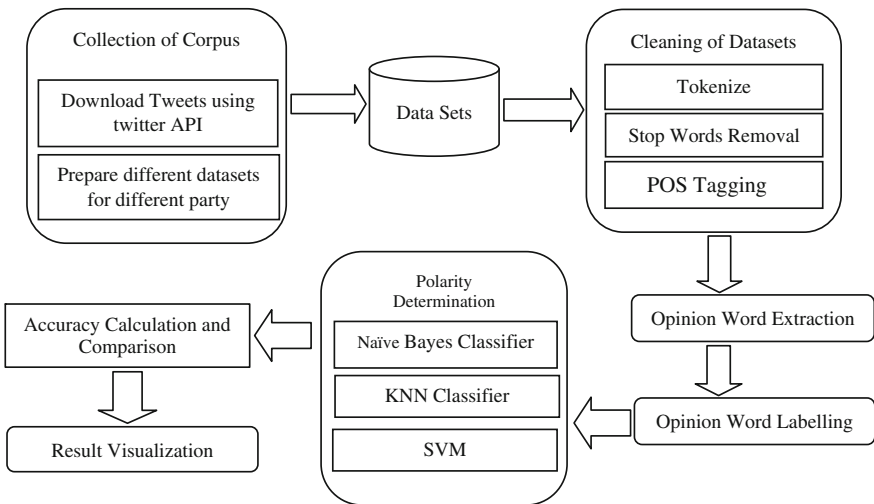 Collection of Corpus
Download Tweets using
twitter API
Prepare different datasets
for different party
Data Sets
Cleaning of Datasets
Tokenize
Stop Words Removal
POS Tagging
Opinion Word Extraction
Opinion Word Labelling
Polarity
Determination
Naïve Bayes Classifier
KNN Classifier
SVM
Accuracy Calculation and
Comparison
Result Visualization